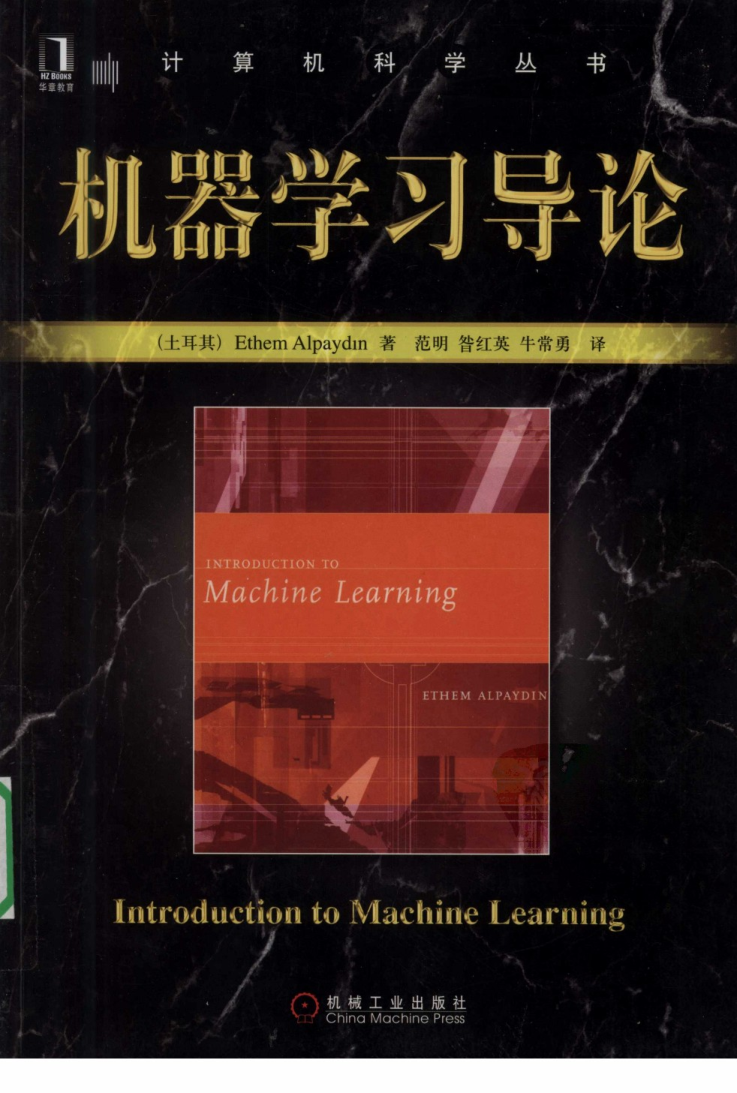 HZ BOOKS
华章教育
计算机科学丛书
机器学习导论
（土耳其）Ethem Alpaydın 著 范明 昝红英 牛常勇 译
INTRODUCTION TO
Machine Learning
ETHEM ALPAYDIN
Introduction to Machine Learning
机械工业出版社
China Machine Press